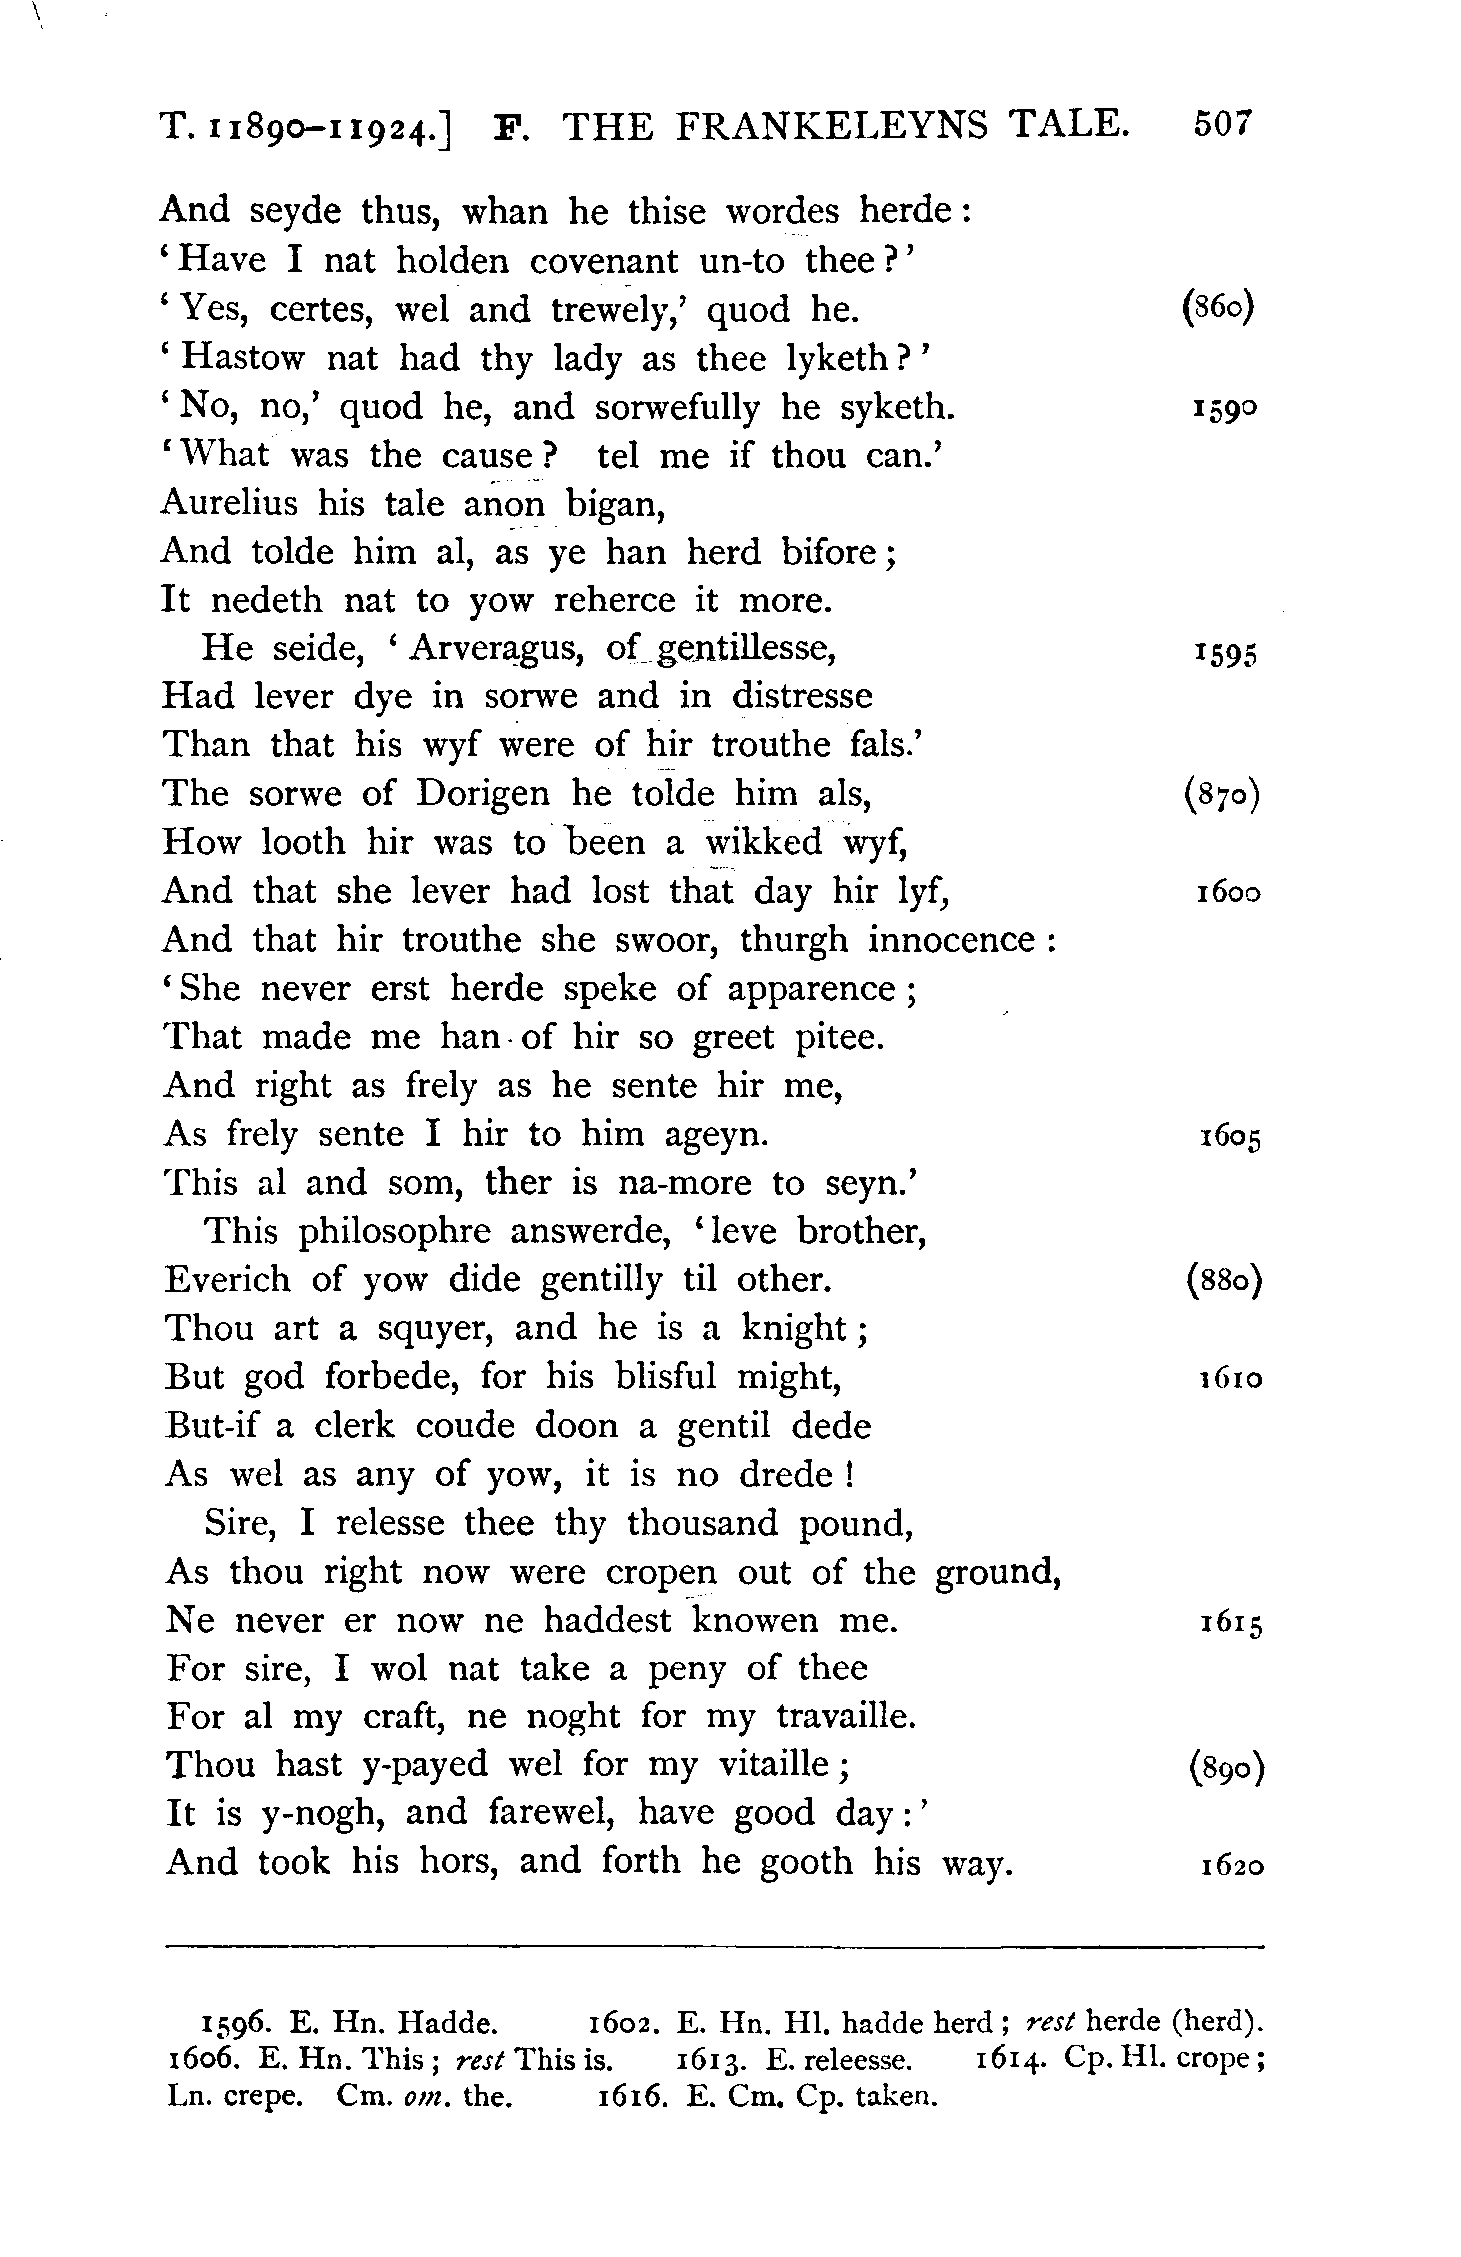 T. 11890–11924.] F. THE FRANKELEYNS TALE. 507
And seyde thus, whan he thise wordes herde :
‘ Have I nat holden covenant un-to thee ? ’
‘ Yes, certes, wel and trewely,’ quod he. (860)
‘ Hastow nat had thy lady as thee lyketh ? ’
‘ No, no,’ quod he, and sorwefully he syketh. 1590
‘ What was the cause ? tel me if thou can.’
Aurelius his tale anon bigan,
And tolde him al, as ye han herd bifore ;
It nedeth nat to yow reherce it more.
He seide, ‘ Arveragus, of gentillesse, 1595
Had lever dye in sorwe and in distresse
Than that his wyf were of hir trouthe fals.’
The sorwe of Dorigen he tolde him als, (870)
How looth hir was to been a wikked wyf,
And that she lever had lost that day hir lyf, 1600
And that hir trouthe she swoor, thurgh innocence :
‘ She never erst herde speke of apparence ;
That made me han of hir so greet pitee.
And right as frely as he sente hir me,
As frely sente I hir to him ageyn. 1605
This al and som, ther is na-more to seyn.’
This philosophre answerde, ‘ leve brother,
Everich of yow dide gentilly til other. (880)
Thou art a squyer, and he is a knight ;
But god forbede, for his blisful might, 1610
But-if a clerk coude doon a gentil dede
As wel as any of yow, it is no drede !
Sire, I relesse thee thy thousand pound,
As thou right now were cropen out of the ground,
Ne never er now ne haddest knowen me. 1615
For sire, I wol nat take a peny of thee
For al my craft, ne noght for my travaille.
Thou hast y-payed wel for my vitaille ; (890)
It is y-nogh, and farewel, have good day : ’
And took his hors, and forth he gooth his way. 1620
1596. E. Hn. Hadde. 1602. E. Hn. Hl. hadde herd ; rest herde (herd).
1606. E. Hn. This ; rest This is. 1613. E. releesse. 1614. Cp. Hl. crope ;
Ln. crepe. Cm. om. the. 1616. E. Cm. Cp. taken.